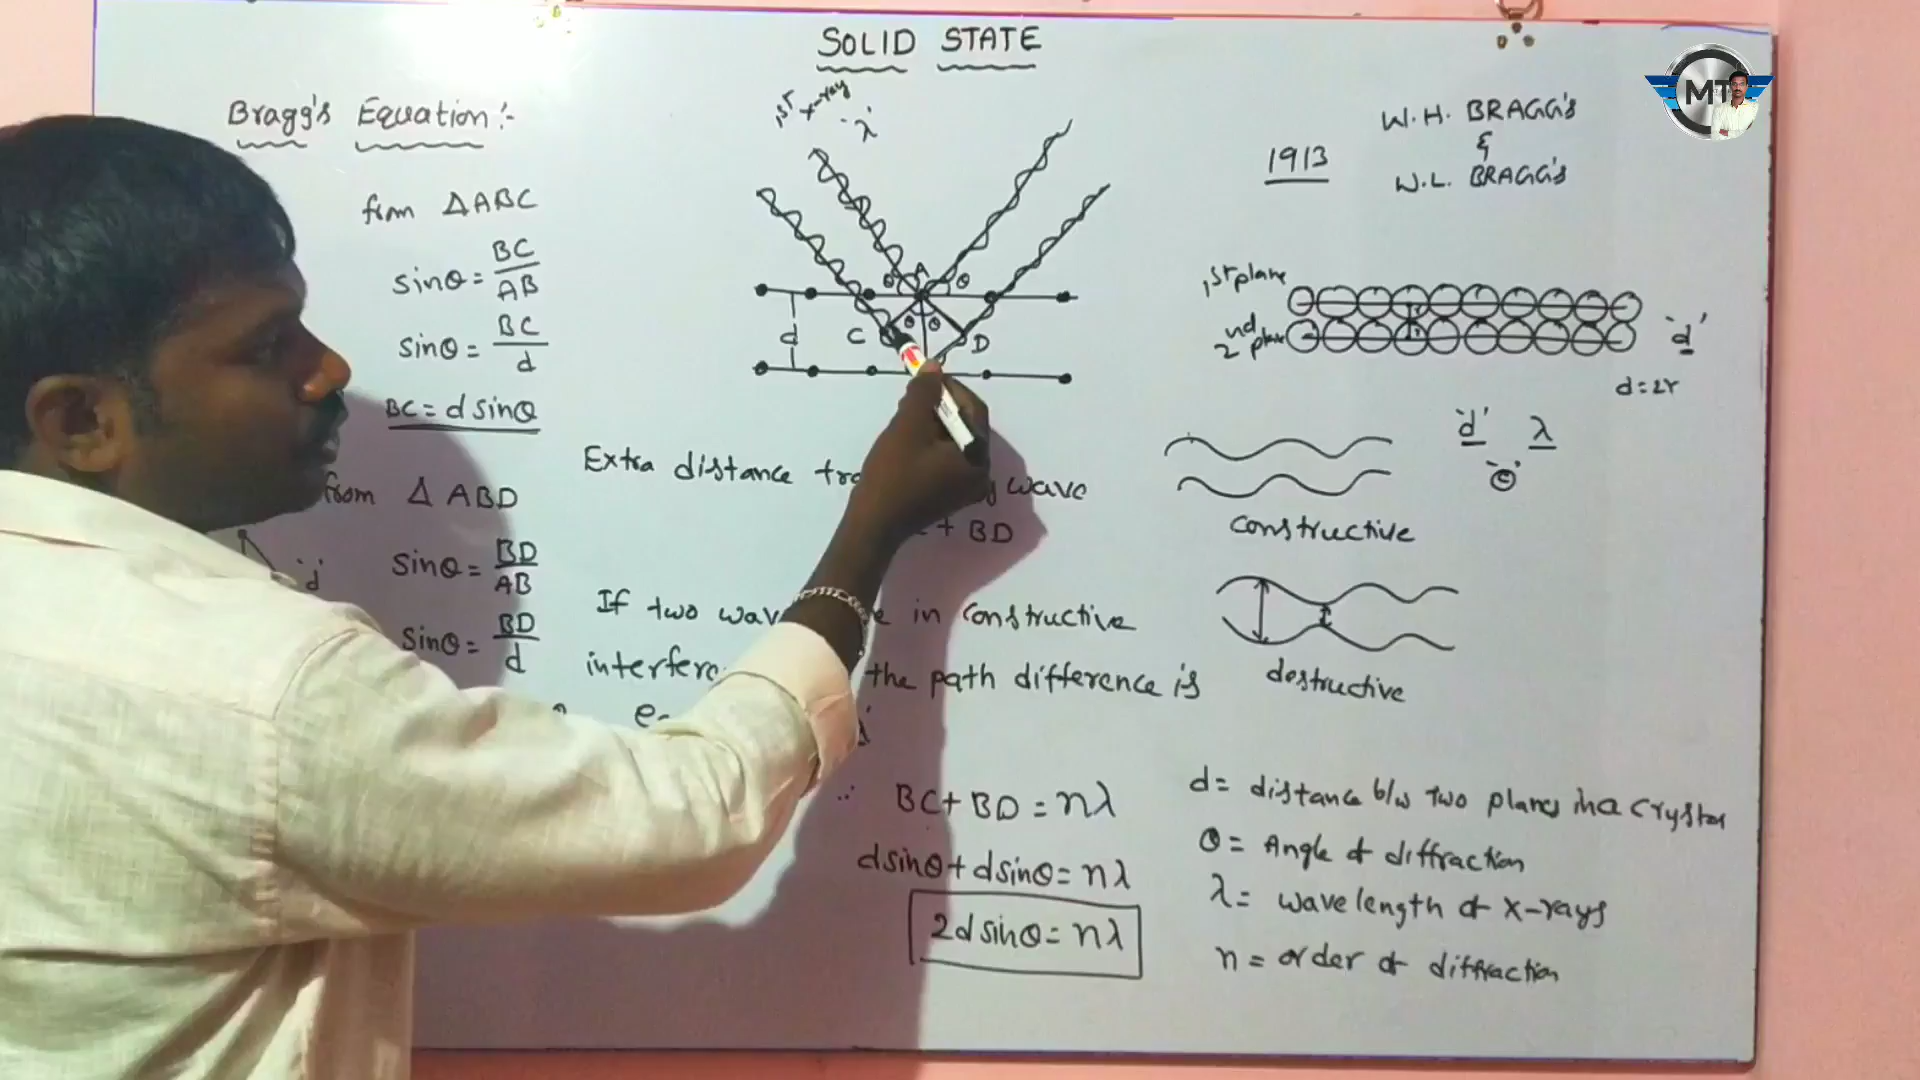 SOLID STATE
MT
Bragg's Equation:-
from ΔABC
sinθ = BC/AB
sinθ = BC/d
BC = d sinθ
from Δ ABD
sinθ = BD/AB
'd'
sinθ = BD/d
1st x-ray
λ
A
θ θ
θ θ
C D
d
Extra distance wave
+ BD
If two in constructive
the path difference is
∴ BC + BD = nλ
dsinθ + dsinθ = nλ
2d sinθ = nλ
1913
W.H. BRAGG's
&
W.L. BRAGG's
1st plane
2nd plane
'd'
d = 2r
'd' λ
'θ'
constructive
destructive
d = distance b/w two planes in a crystal
θ = Angle of diffraction
λ = wavelength of x-rays
n = order of diffraction